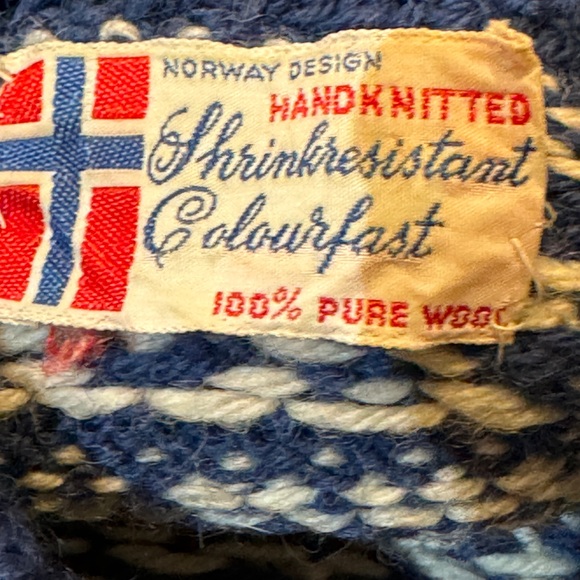 NORWAY DESIGN
HANDKNITTED
Shrinkresistant
Colourfast
100% PURE WOOL